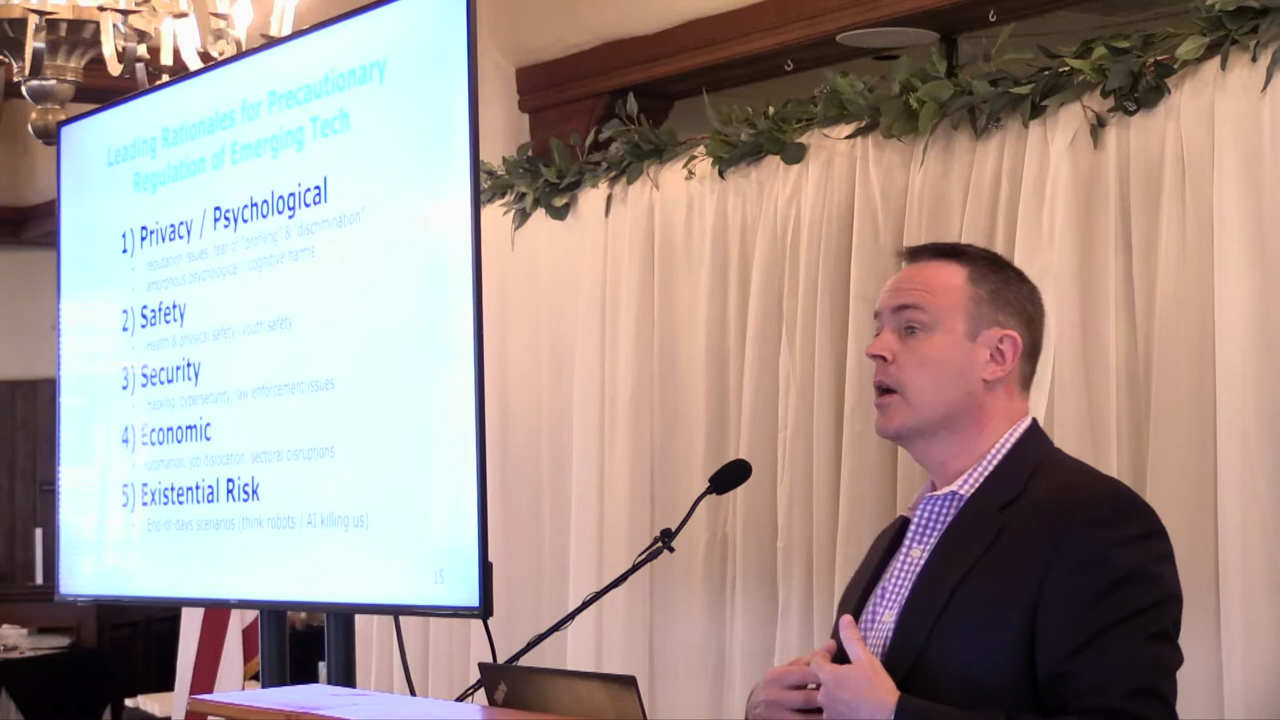 Leading Rationales for Precautionary
Regulation of Emerging Tech
1) Privacy / Psychological
• reputation issues, fear of "profiling" & "discrimination"
• amorphous psychological / cognitive harms
2) Safety
• Health & physical safety, youth safety
3) Security
• Hacking, cybersecurity, law enforcement issues
4) Economic
• Automation, job dislocation, sectoral disruptions
5) Existential Risk
• End-of-days scenarios (think robots / AI killing us)
15